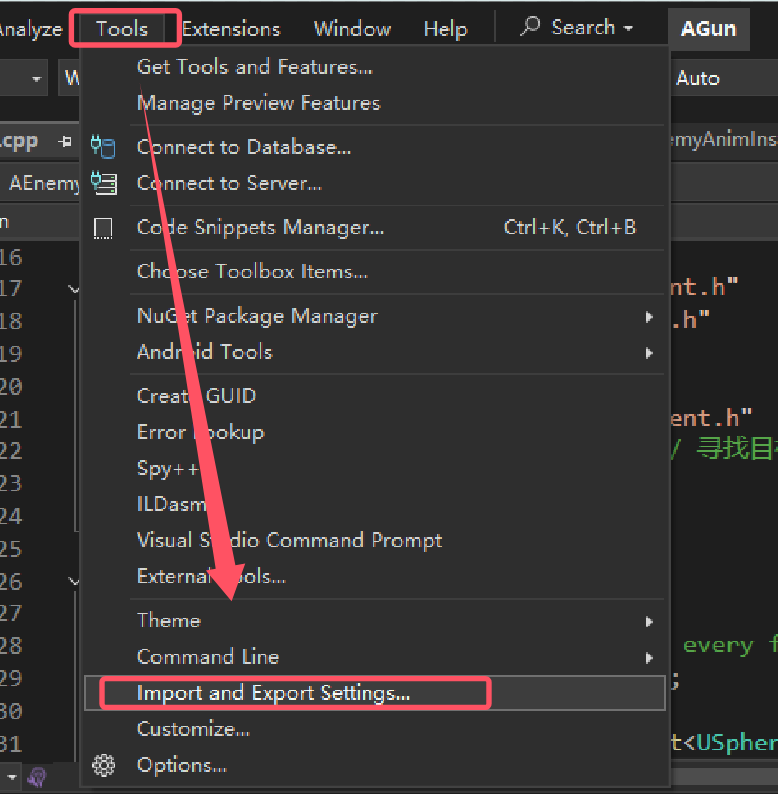 Analyze Tools Extensions Window Help Search AGun
Get Tools and Features...
Manage Preview Features
Auto
.cpp
Connect to Database...
AEnemy
Connect to Server...
Code Snippets Manager... Ctrl+K, Ctrl+B
16
Choose Toolbox Items...
17 nt.h"
18 NuGet Package Manager .h"
19 Android Tools
20 Create GUID
21 Error Lookup ent.h"
22 / 寻找目
23 Spy++
24 ILDasm
25 Visual Studio Command Prompt
26 External Tools...
27 Theme
28 Command Line every f
29 Import and Export Settings... ;
30 Customize...
31 Options... t<USpher